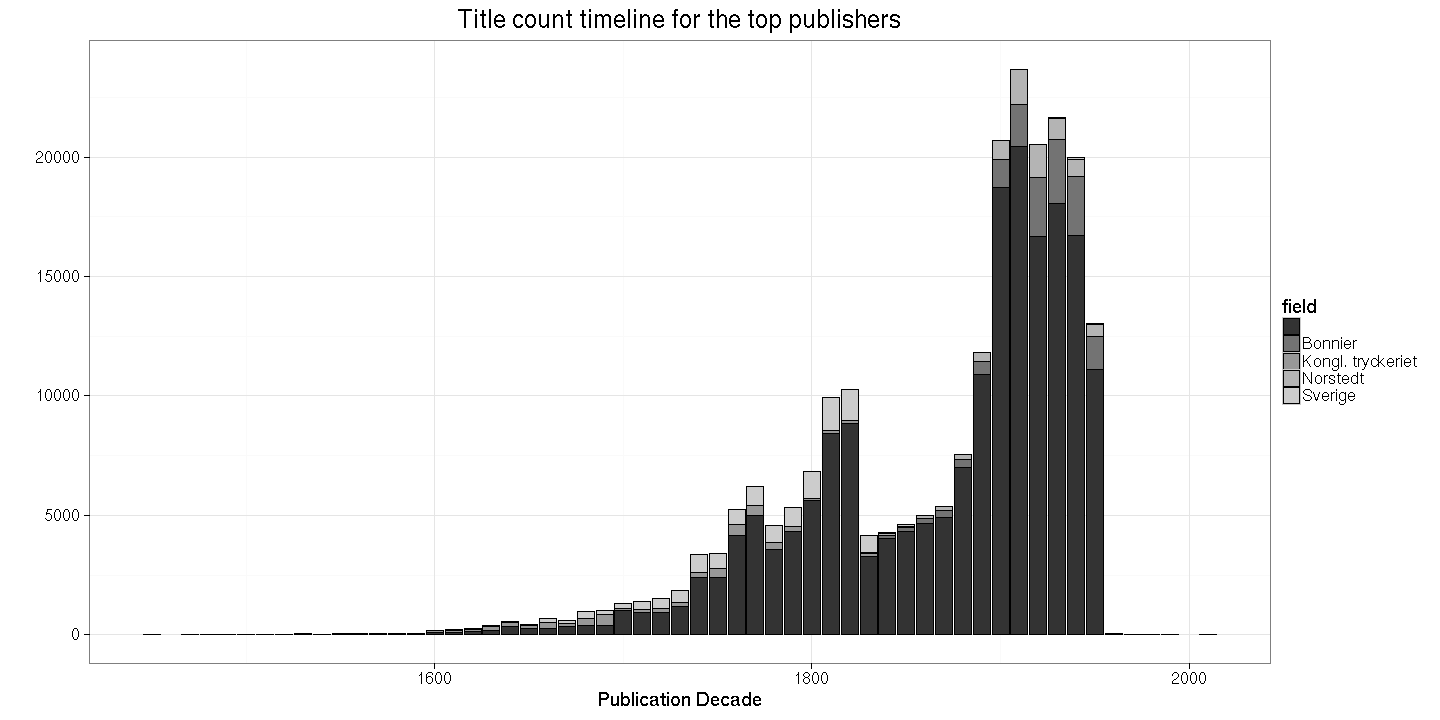 Title count timeline for the top publishers
20000
15000
10000
5000
0
1600
1800
2000
Publication Decade
field
Bonnier
Kongl. tryckeriet
Norstedt
Sverige